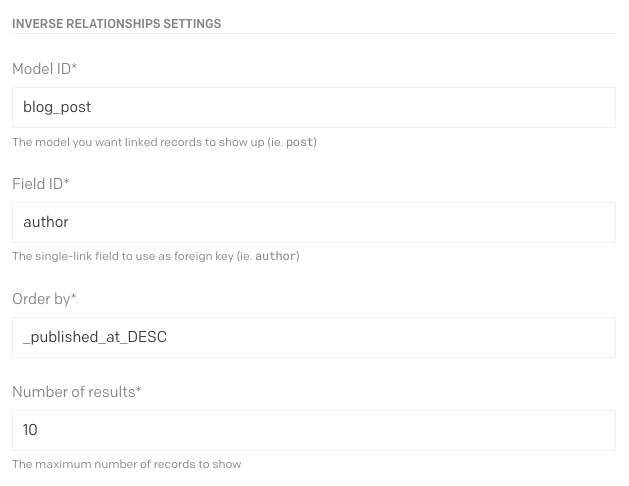 INVERSE RELATIONSHIPS SETTINGS
Model ID*
blog_post
The model you want linked records to show up (ie. post)
Field ID*
author
The single-link field to use as foreign key (ie. author)
Order by*
_published_at_DESC
Number of results*
10
The maximum number of records to show